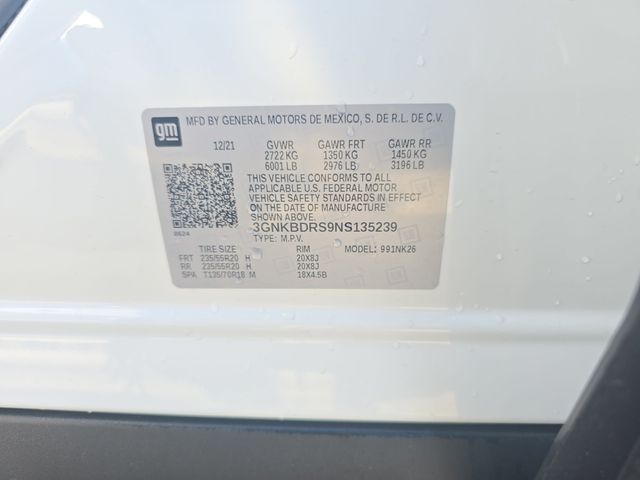 gm
MFD BY GENERAL MOTORS DE MEXICO, S. DE R.L. DE C.V.
12/21 GVWR GAWR FRT GAWR RR
2722 KG 1350 KG 1450 KG
6001 LB 2976 LB 3196 LB
THIS VEHICLE CONFORMS TO ALL
APPLICABLE U.S. FEDERAL MOTOR
VEHICLE SAFETY STANDARDS IN EFFECT
ON THE DATE OF MANUFACTURE
SHOWN ABOVE.
3GNKBDRS9NS135239
8624 TYPE: M.P.V.
TIRE SIZE RIM MODEL: 991NK26
FRT 235/55R20 H 20X8J
RR 235/55R20 H 20X8J
SPA T135/70R18 M 18X4.5B